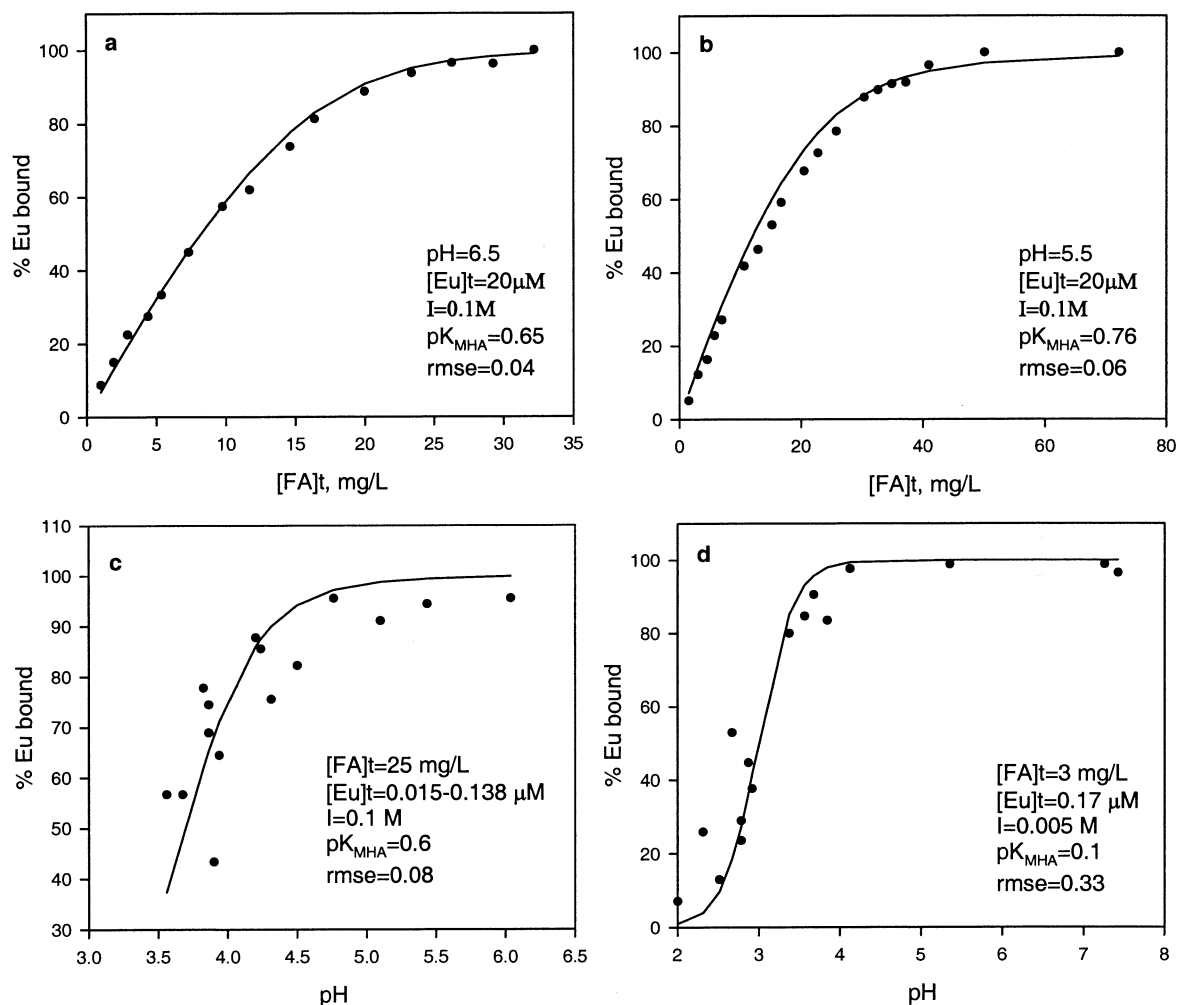 a
100
80
60
40
20
0
% Eu bound
0 5 10 15 20 25 30 35
[FA]t, mg/L
pH=6.5
[Eu]t=20μM
I=0.1M
pKMHA=0.65
rmse=0.04
b
100
80
60
40
20
0
% Eu bound
0 20 40 60 80
[FA]t, mg/L
pH=5.5
[Eu]t=20μM
I=0.1M
pKMHA=0.76
rmse=0.06
c
110
100
90
80
70
60
50
40
30
% Eu bound
3.0 3.5 4.0 4.5 5.0 5.5 6.0 6.5
pH
[FA]t=25 mg/L
[Eu]t=0.015-0.138 μM
I=0.1 M
pKMHA=0.6
rmse=0.08
d
100
80
60
40
20
0
% Eu bound
2 3 4 5 6 7 8
pH
[FA]t=3 mg/L
[Eu]t=0.17 μM
I=0.005 M
pKMHA=0.1
rmse=0.33